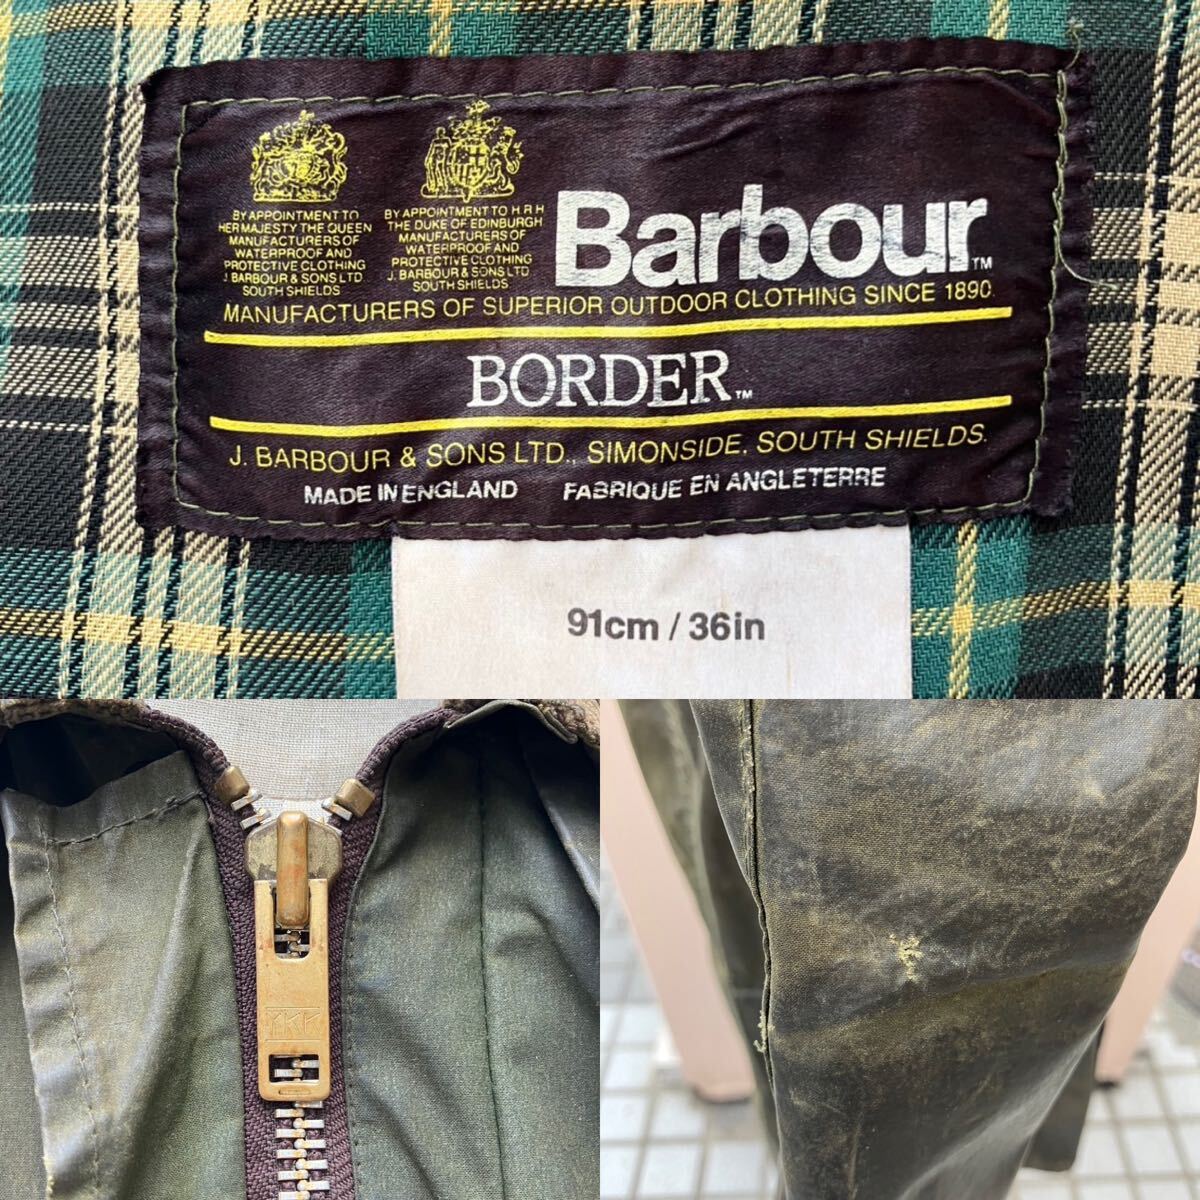 BY APPOINTMENT TO
HER MAJESTY THE QUEEN
MANUFACTURERS OF
WATERPROOF AND
PROTECTIVE CLOTHING
J. BARBOUR & SONS LTD
SOUTH SHIELDS
BY APPOINTMENT TO H R H
THE DUKE OF EDINBURGH
MANUFACTURERS OF
WATERPROOF AND
PROTECTIVE CLOTHING
J. BARBOUR & SONS LTD
SOUTH SHIELDS
Barbour™
MANUFACTURERS OF SUPERIOR OUTDOOR CLOTHING SINCE 1890.
BORDER™
J. BARBOUR & SONS LTD., SIMONSIDE, SOUTH SHIELDS.
MADE IN ENGLAND FABRIQUE EN ANGLETERRE
91cm / 36in
YKK